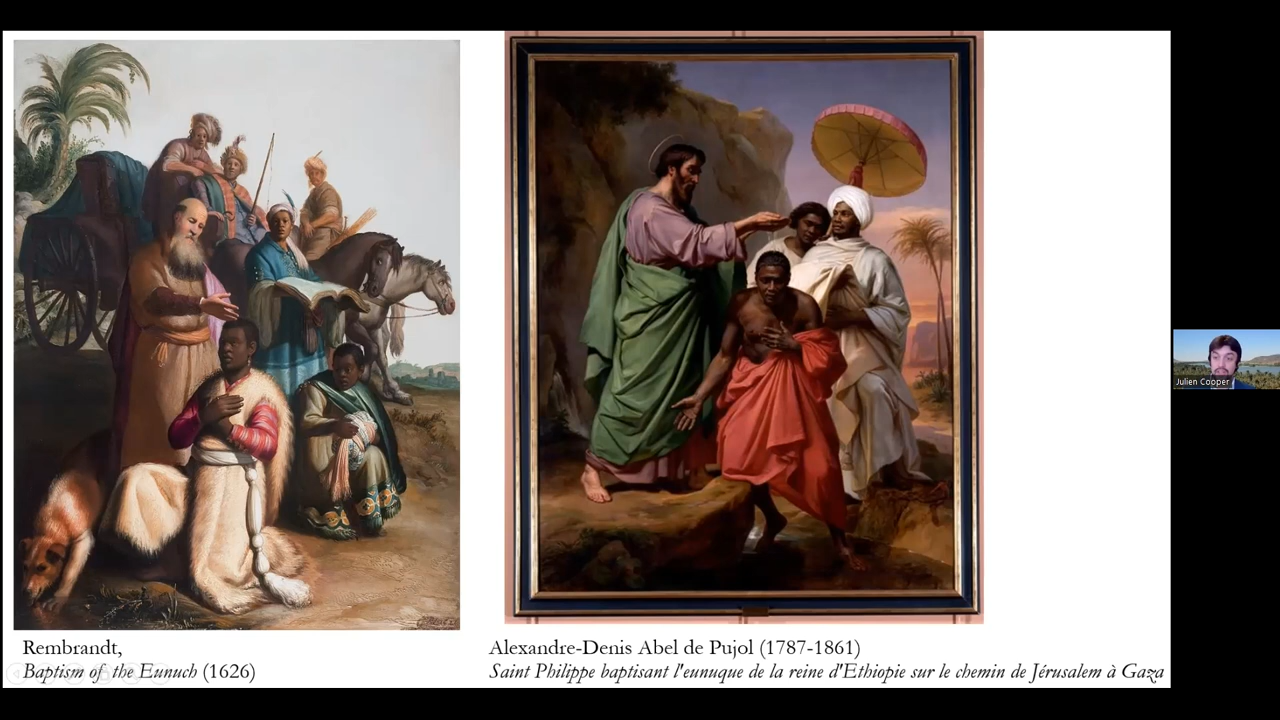 Rembrandt,
Baptism of the Eunuch (1626)
Alexandre-Denis Abel de Pujol (1787-1861)
Saint Philippe baptisant l'eunuque de la reine d'Ethiopie sur le chemin de Jérusalem à Gaza
Julien Cooper